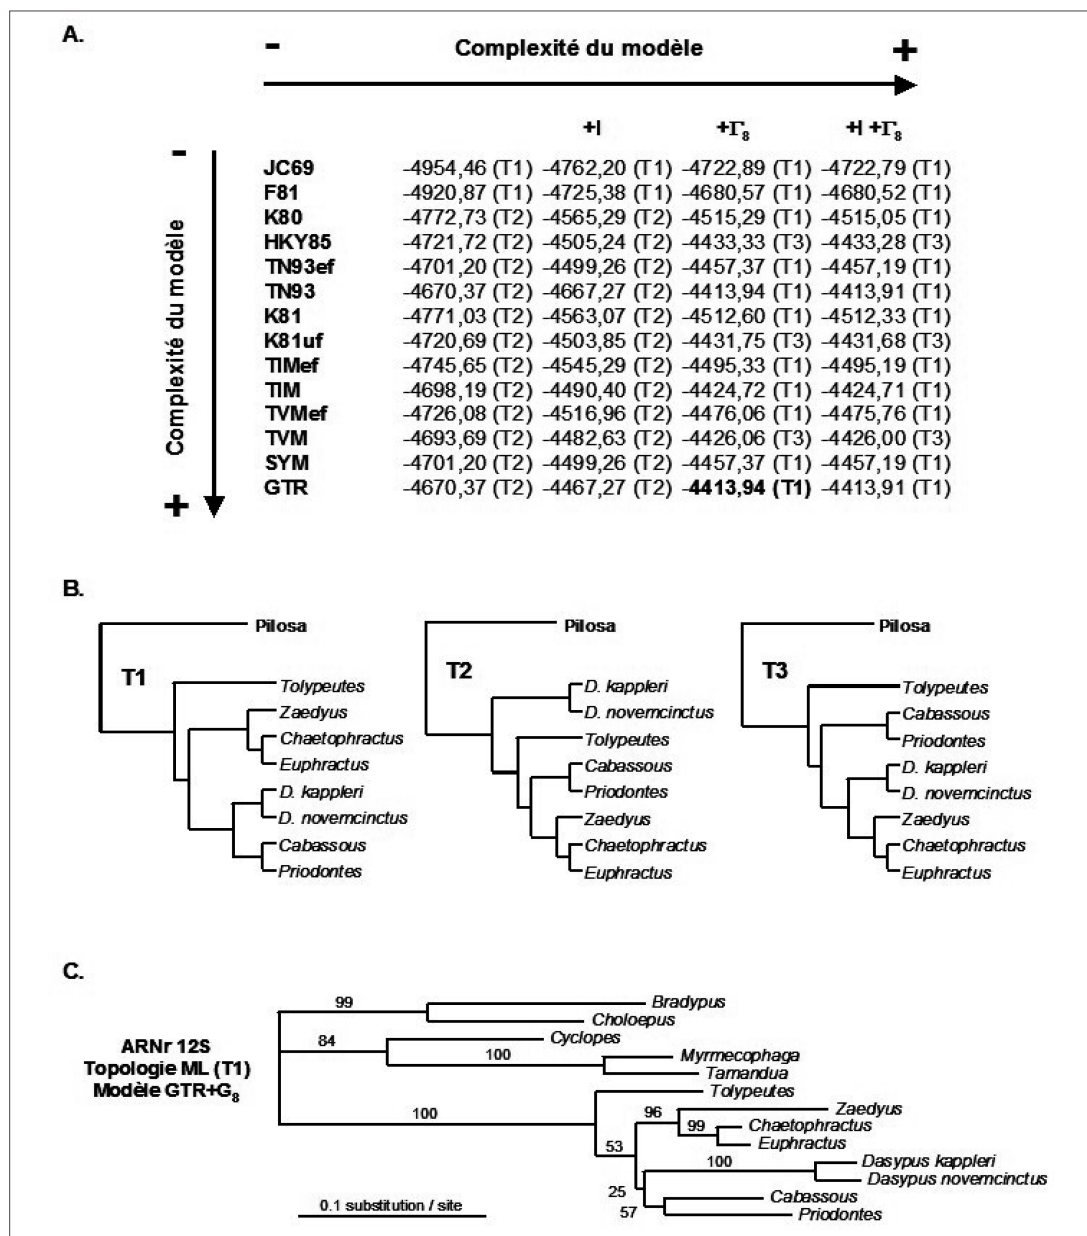 A.
- Complexité du modèle +
+I +Γ8 +I +Γ8
- Complexité du modèle +
JC69 -4954,46 (T1) -4762,20 (T1) -4722,89 (T1) -4722,79 (T1)
F81 -4920,87 (T1) -4725,38 (T1) -4680,57 (T1) -4680,52 (T1)
K80 -4772,73 (T2) -4565,29 (T2) -4515,29 (T1) -4515,05 (T1)
HKY85 -4721,72 (T2) -4505,24 (T2) -4433,33 (T3) -4433,28 (T3)
TN93ef -4701,20 (T2) -4499,26 (T2) -4457,37 (T1) -4457,19 (T1)
TN93 -4670,37 (T2) -4667,27 (T2) -4413,94 (T1) -4413,91 (T1)
K81 -4771,03 (T2) -4563,07 (T2) -4512,60 (T1) -4512,33 (T1)
K81uf -4720,69 (T2) -4503,85 (T2) -4431,75 (T3) -4431,68 (T3)
TIMef -4745,65 (T2) -4545,29 (T2) -4495,33 (T1) -4495,19 (T1)
TIM -4698,19 (T2) -4490,40 (T2) -4424,72 (T1) -4424,71 (T1)
TVMef -4726,08 (T2) -4516,96 (T2) -4476,06 (T1) -4475,76 (T1)
TVM -4693,69 (T2) -4482,63 (T2) -4426,06 (T3) -4426,00 (T3)
SYM -4701,20 (T2) -4499,26 (T2) -4457,37 (T1) -4457,19 (T1)
GTR -4670,37 (T2) -4467,27 (T2) -4413,94 (T1) -4413,91 (T1)
B.
T1
Pilosa
Tolypeutes
Zaedyus
Chaetophractus
Euphractus
D. kappleri
D. novemcinctus
Cabassous
Priodontes
T2
Pilosa
D. kappleri
D. novemcinctus
Tolypeutes
Cabassous
Priodontes
Zaedyus
Chaetophractus
Euphractus
T3
Pilosa
Tolypeutes
Cabassous
Priodontes
D. kappleri
D. novemcinctus
Zaedyus
Chaetophractus
Euphractus
C.
ARNr 12S
Topologie ML (T1)
Modèle GTR+G8
99 Bradypus
Choloepus
84 Cyclopes
100 Myrmecophaga
Tamandua
100 Tolypeutes
96 Zaedyus
99 Chaetophractus
Euphractus
53
100 Dasypus kappleri
Dasypus novemcinctus
25
Cabassous
57 Priodontes
0.1 substitution / site